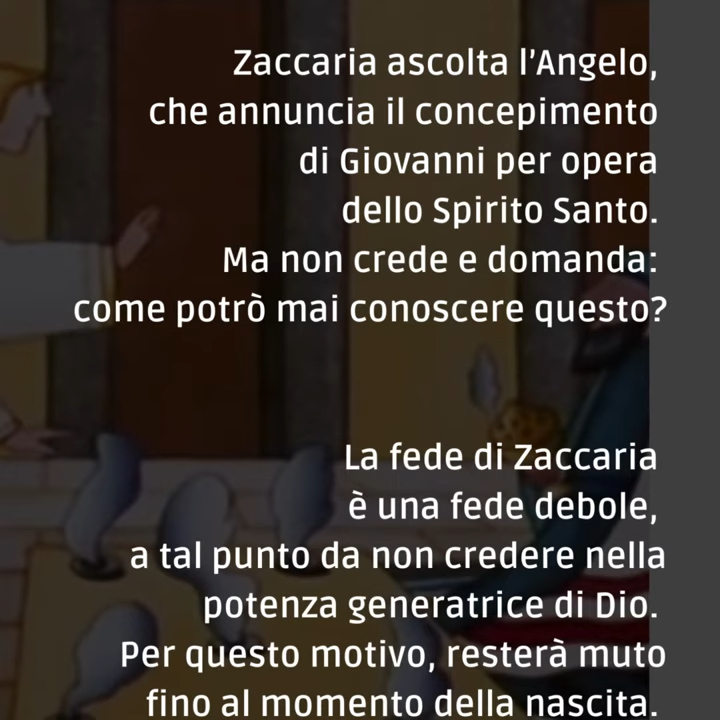 Zaccaria ascolta l’Angelo,
che annuncia il concepimento
di Giovanni per opera
dello Spirito Santo.
Ma non crede e domanda:
come potrò mai conoscere questo?
La fede di Zaccaria
è una fede debole,
a tal punto da non credere nella
potenza generatrice di Dio.
Per questo motivo, resterà muto
fino al momento della nascita.